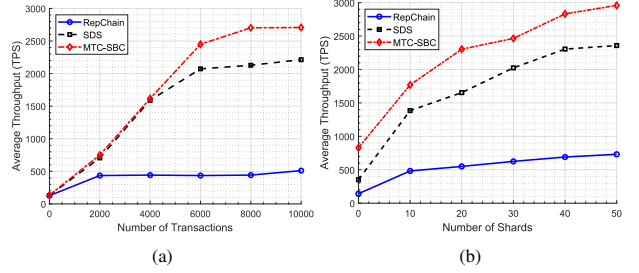 3000
2500
2000
1500
1000
500
0
0 2000 4000 6000 8000 10000
Average Throughput (TPS)
Number of Transactions
RepChain
SDS
MTC-SBC
(a)
3000
2500
2000
1500
1000
500
0
0 10 20 30 40 50
Average Throughput (TPS)
Number of Shards
RepChain
SDS
MTC-SBC
(b)